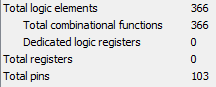 Total logic elements 366
Total combinational functions 366
Dedicated logic registers 0
Total registers 0
Total pins 103